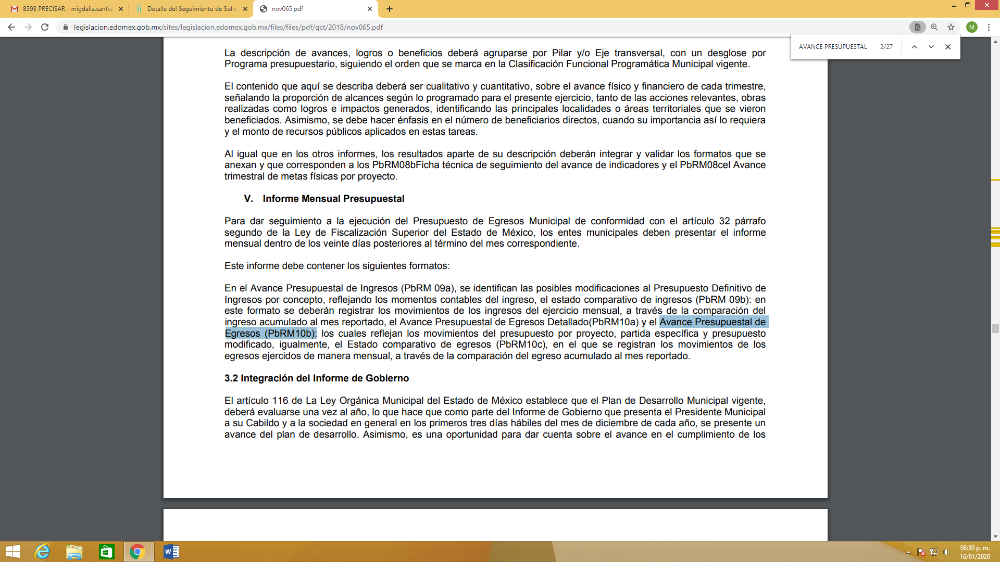 8393 PRECISAR - migdalia.santia
Detalle del Seguimiento de Solici
nov065.pdf
legislacion.edomex.gob.mx/sites/legislacion.edomex.gob.mx/files/files/pdf/gct/2018/nov065.pdf
M
AVANCE PRESUPUESTAL 2/27
La descripción de avances, logros o beneficios deberá agruparse por Pilar y/o Eje transversal, con un desglose por
Programa presupuestario, siguiendo el orden que se marca en la Clasificación Funcional Programática Municipal vigente.
El contenido que aquí se describa deberá ser cualitativo y cuantitativo, sobre el avance físico y financiero de cada trimestre,
señalando la proporción de alcances según lo programado para el presente ejercicio, tanto de las acciones relevantes, obras
realizadas como logros e impactos generados, identificando las principales localidades o áreas territoriales que se vieron
beneficiados. Asimismo, se debe hacer énfasis en el número de beneficiarios directos, cuando su importancia así lo requiera
y el monto de recursos públicos aplicados en estas tareas.
Al igual que en los otros informes, los resultados aparte de su descripción deberán integrar y validar los formatos que se
anexan y que corresponden a los PbRM08bFicha técnica de seguimiento del avance de indicadores y el PbRM08cel Avance
trimestral de metas físicas por proyecto.
V. Informe Mensual Presupuestal
Para dar seguimiento a la ejecución del Presupuesto de Egresos Municipal de conformidad con el artículo 32 párrafo
segundo de la Ley de Fiscalización Superior del Estado de México, los entes municipales deben presentar el informe
mensual dentro de los veinte días posteriores al término del mes correspondiente.
Este informe debe contener los siguientes formatos:
En el Avance Presupuestal de Ingresos (PbRM 09a), se identifican las posibles modificaciones al Presupuesto Definitivo de
Ingresos por concepto, reflejando los momentos contables del ingreso, el estado comparativo de ingresos (PbRM 09b): en
este formato se deberán registrar los movimientos de los ingresos del ejercicio mensual, a través de la comparación del
ingreso acumulado al mes reportado, el Avance Presupuestal de Egresos Detallado(PbRM10a) y el Avance Presupuestal de
Egresos (PbRM10b): los cuales reflejan los movimientos del presupuesto por proyecto, partida específica y presupuesto
modificado, igualmente, el Estado comparativo de egresos (PbRM10c), en el que se registran los movimientos de los
egresos ejercidos de manera mensual, a través de la comparación del egreso acumulado al mes reportado.
3.2 Integración del Informe de Gobierno
El artículo 116 de La Ley Orgánica Municipal del Estado de México establece que el Plan de Desarrollo Municipal vigente,
deberá evaluarse una vez al año, lo que hace que como parte del Informe de Gobierno que presenta el Presidente Municipal
a su Cabildo y a la sociedad en general en los primeros tres días hábiles del mes de diciembre de cada año, se presente un
avance del plan de desarrollo. Asimismo, es una oportunidad para dar cuenta sobre el avance en el cumplimiento de los
08:30 p. m.
16/01/2020